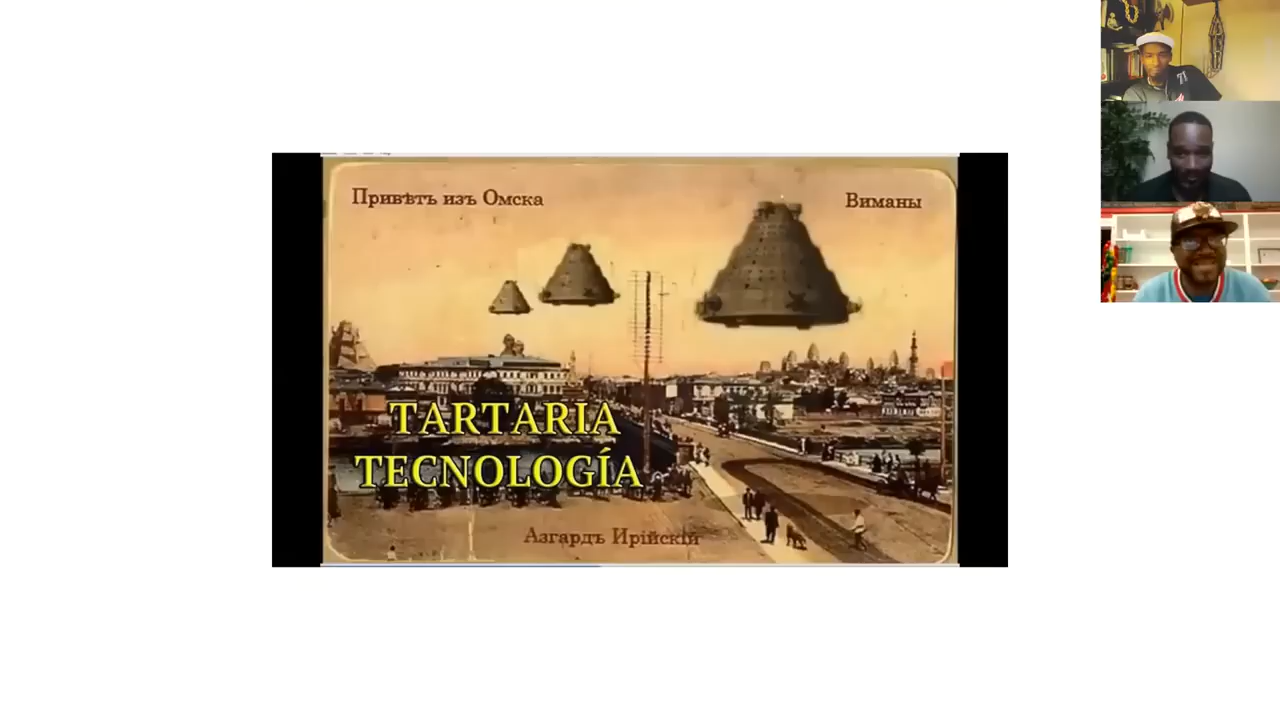 Привѣтъ изъ Омска
Виманы
TARTARIA
TECNOLOGÍA
Азгардъ Ирійскій